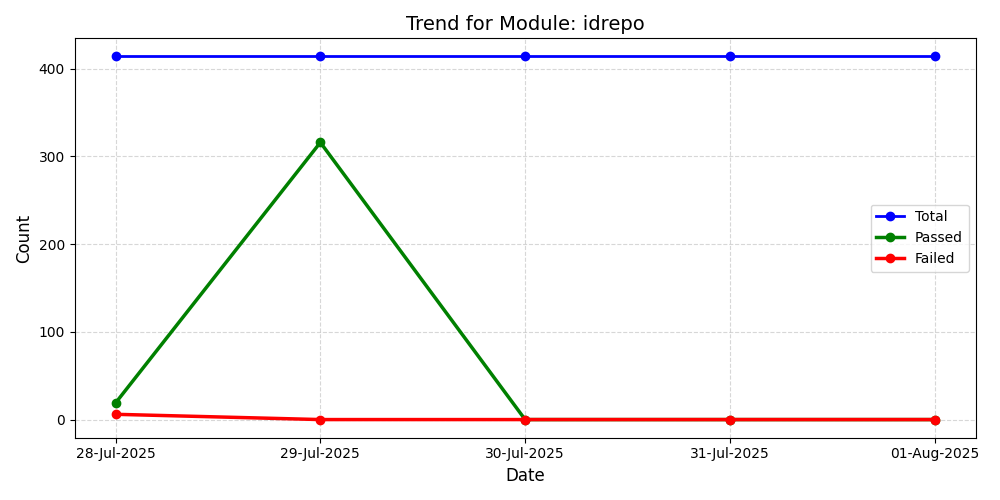 Trend for Module: idrepo
400
300
200
100
0
Count
Total
Passed
Failed
28-Jul-2025
29-Jul-2025
30-Jul-2025
31-Jul-2025
01-Aug-2025
Date